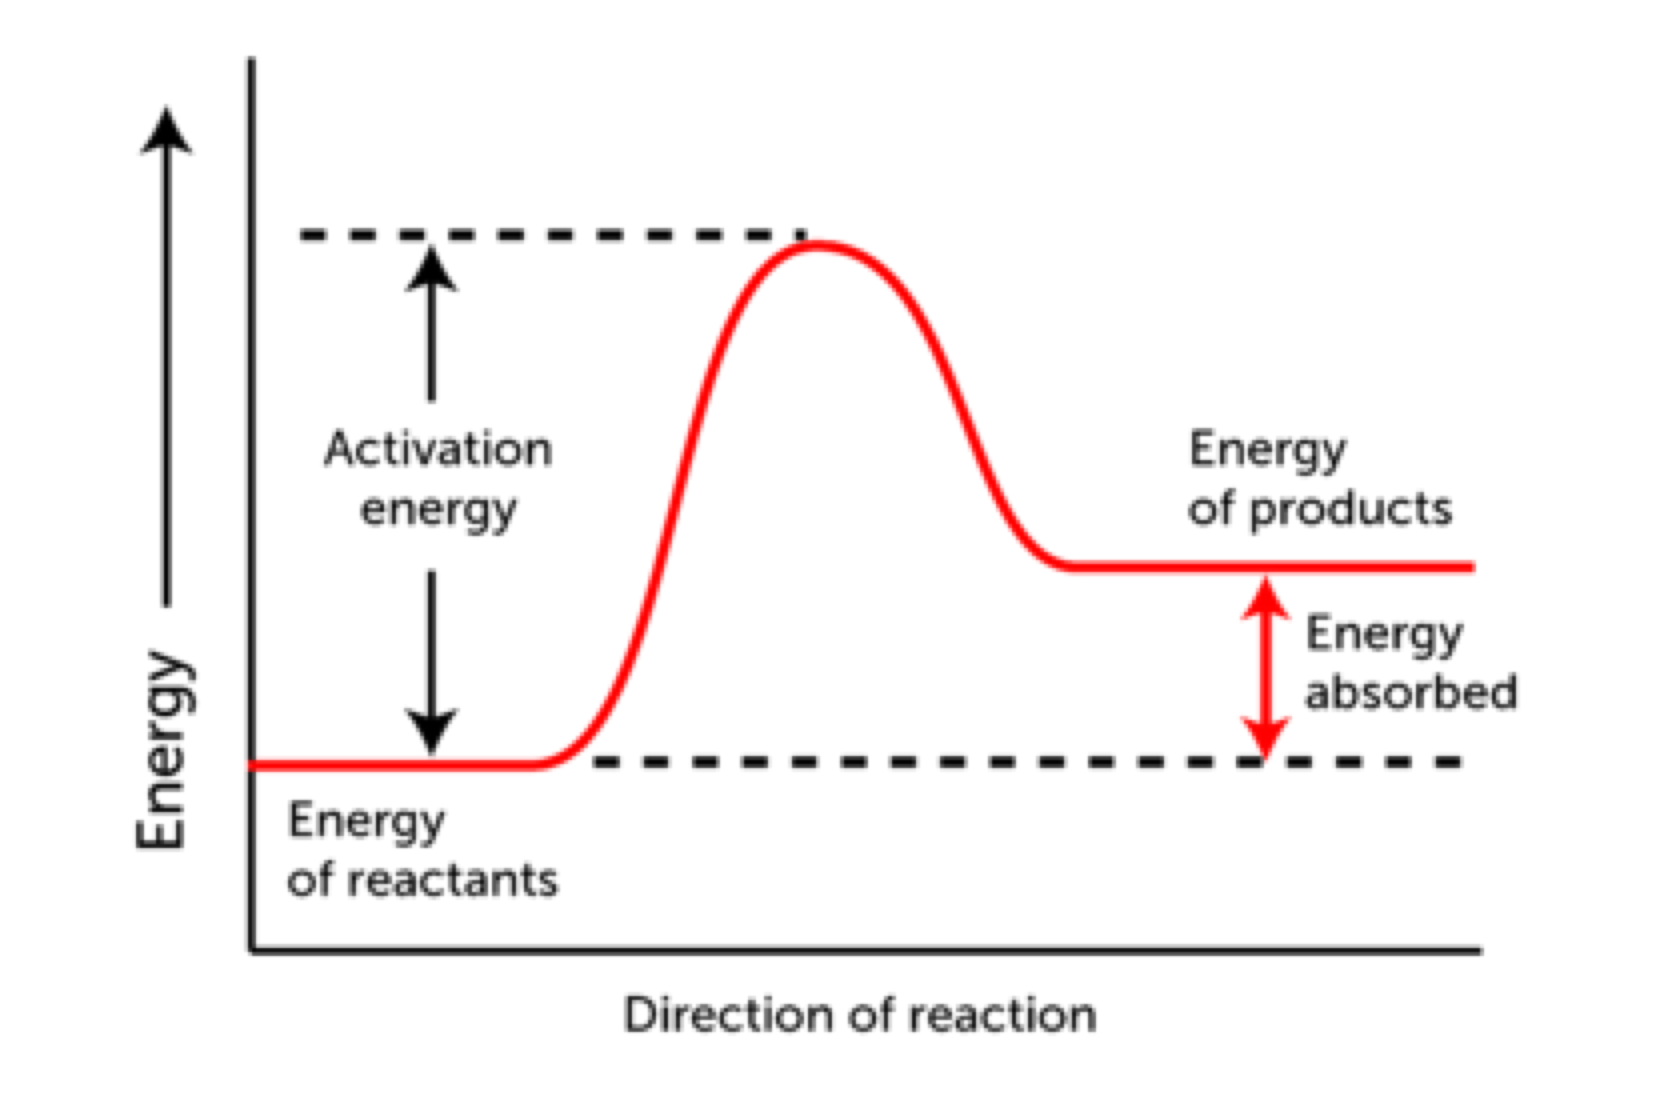 Energy
Activation
energy
Energy
of products
Energy
absorbed
Energy
of reactants
Direction of reaction